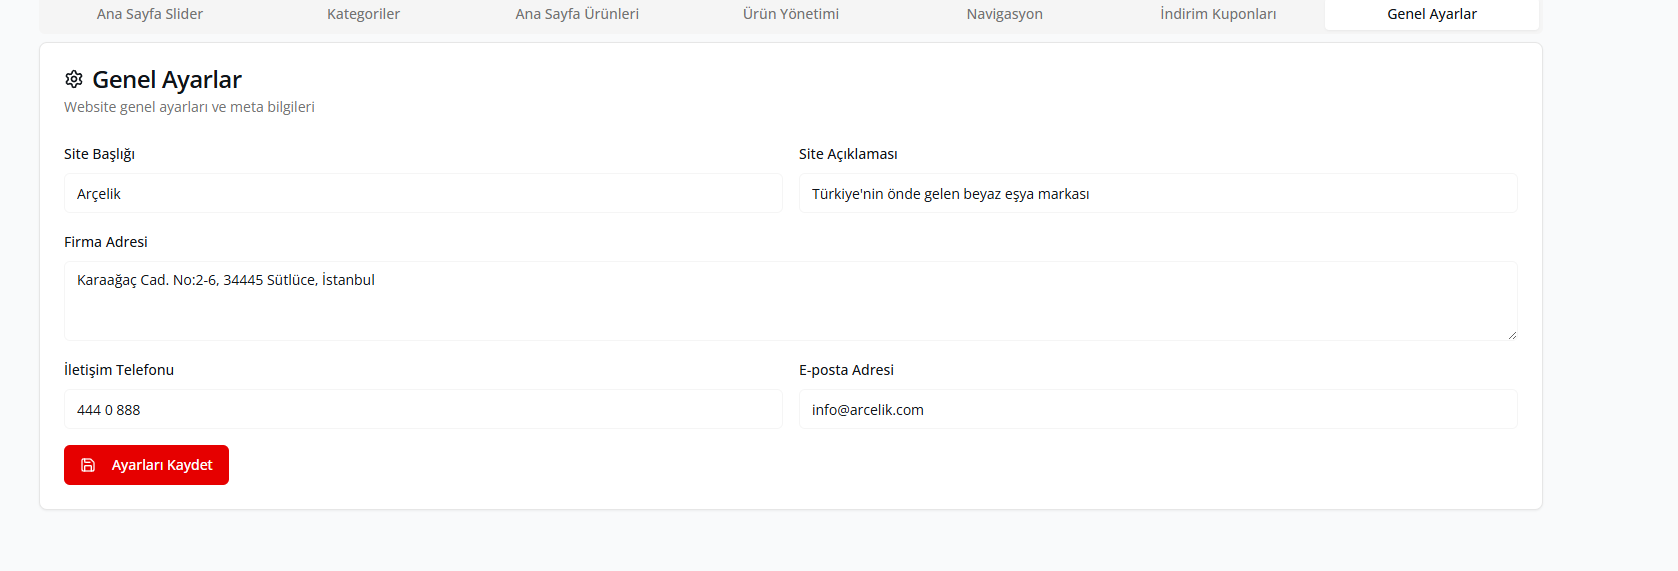 Ana Sayfa Slider Kategoriler Ana Sayfa Ürünleri Ürün Yönetimi Navigasyon İndirim Kuponları Genel Ayarlar
Genel Ayarlar
Website genel ayarları ve meta bilgileri
Site Başlığı Site Açıklaması
Arçelik Türkiye'nin önde gelen beyaz eşya markası
Firma Adresi
Karaağaç Cad. No:2-6, 34445 Sütlüce, İstanbul
İletişim Telefonu E-posta Adresi
444 0 888 info@arcelik.com
Ayarları Kaydet